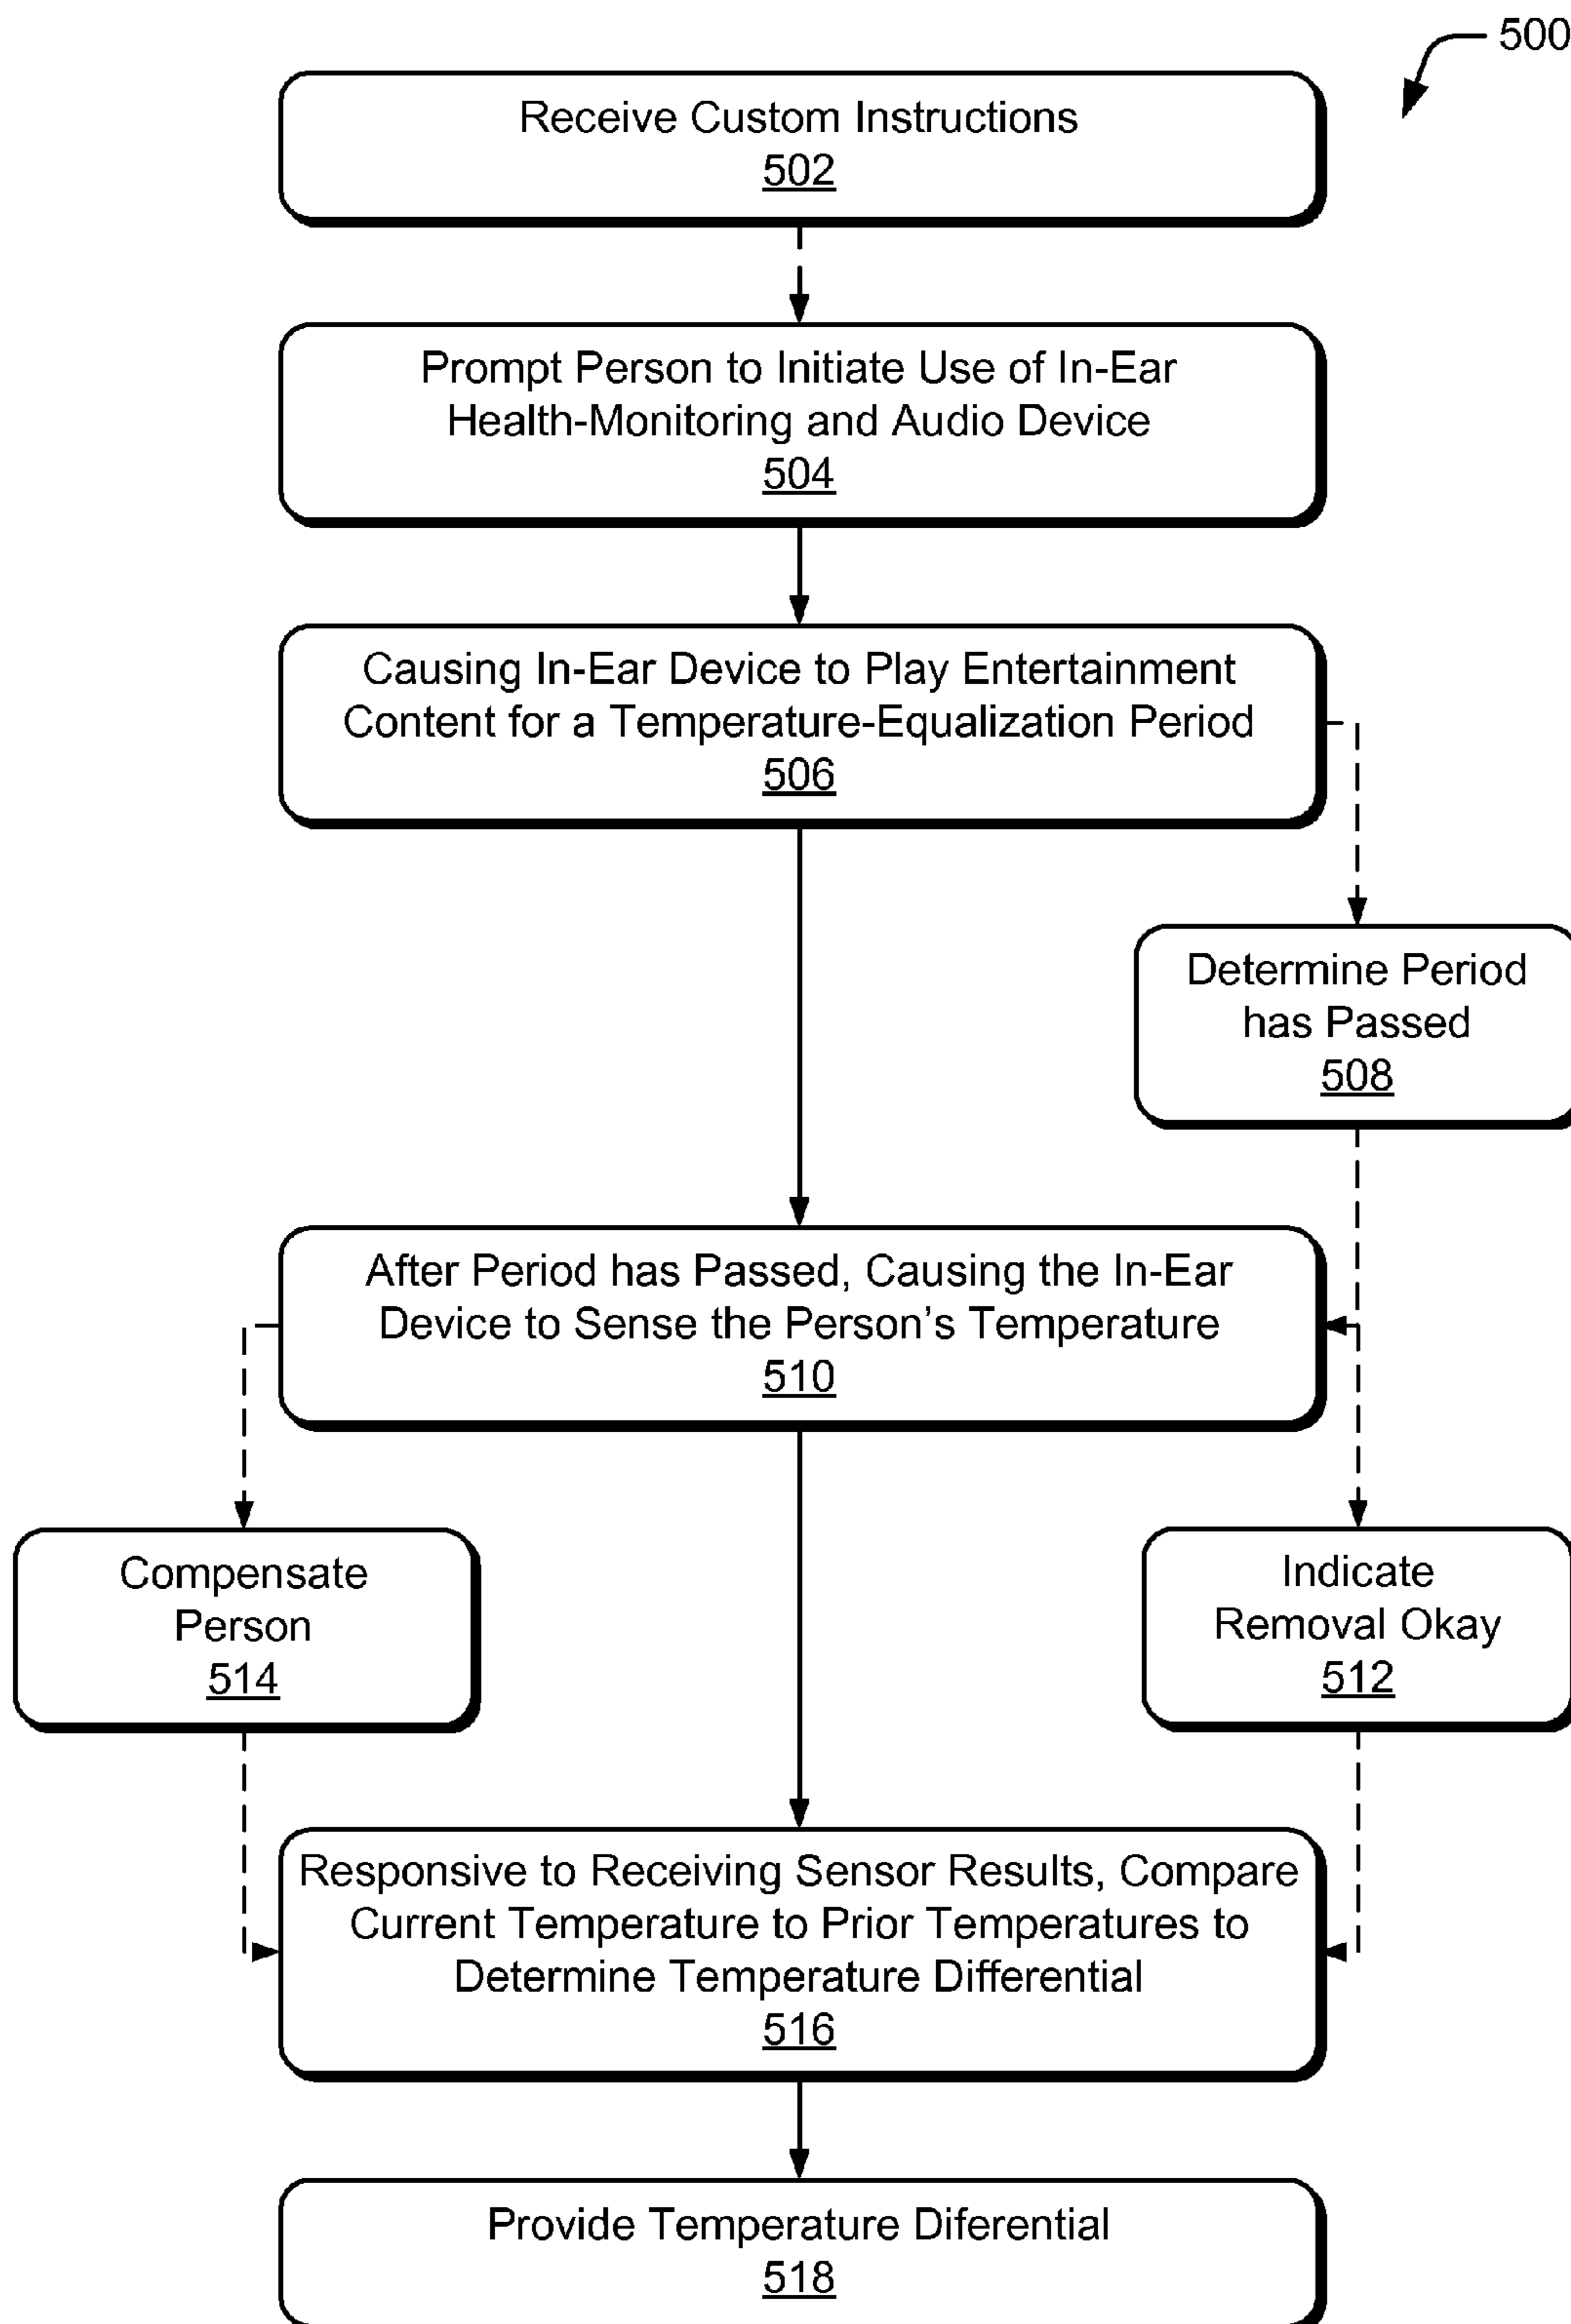 500
Receive Custom Instructions
502
Prompt Person to Initiate Use of In-Ear
Health-Monitoring and Audio Device
504
Causing In-Ear Device to Play Entertainment
Content for a Temperature-Equalization Period
506
Determine Period
has Passed
508
After Period has Passed, Causing the In-Ear
Device to Sense the Person's Temperature
510
Compensate
Person
514
Indicate
Removal Okay
512
Responsive to Receiving Sensor Results, Compare
Current Temperature to Prior Temperatures to
Determine Temperature Differential
516
Provide Temperature Diferential
518